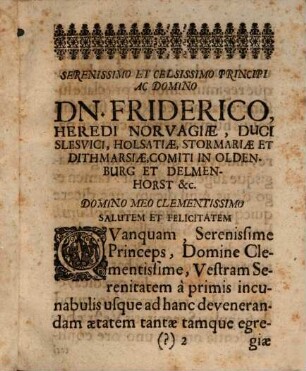 SERENISSIMO ET CELSISSIMO PRINCIPI
AC DOMINO
DN. FRIDERICO,
HEREDI NORVAGIÆ, DUCI
SLESVICI, HOLSATIÆ, STORMARIÆ ET
DITHMARSIÆ, COMITI IN OLDEN-
BURG ET DELMEN-
HORST &c.
DOMINO MEO CLEMENTISSIMO
SALUTEM ET FELICITATEM
QVanquam, Serenissime
Princeps, Domine Cle-
mentissime, Vestram Se-
renitatem â primis incu-
nabulis usque ad hanc deveneran-
dam ætatem tantæ tamque egre-
(?) 2 giæ